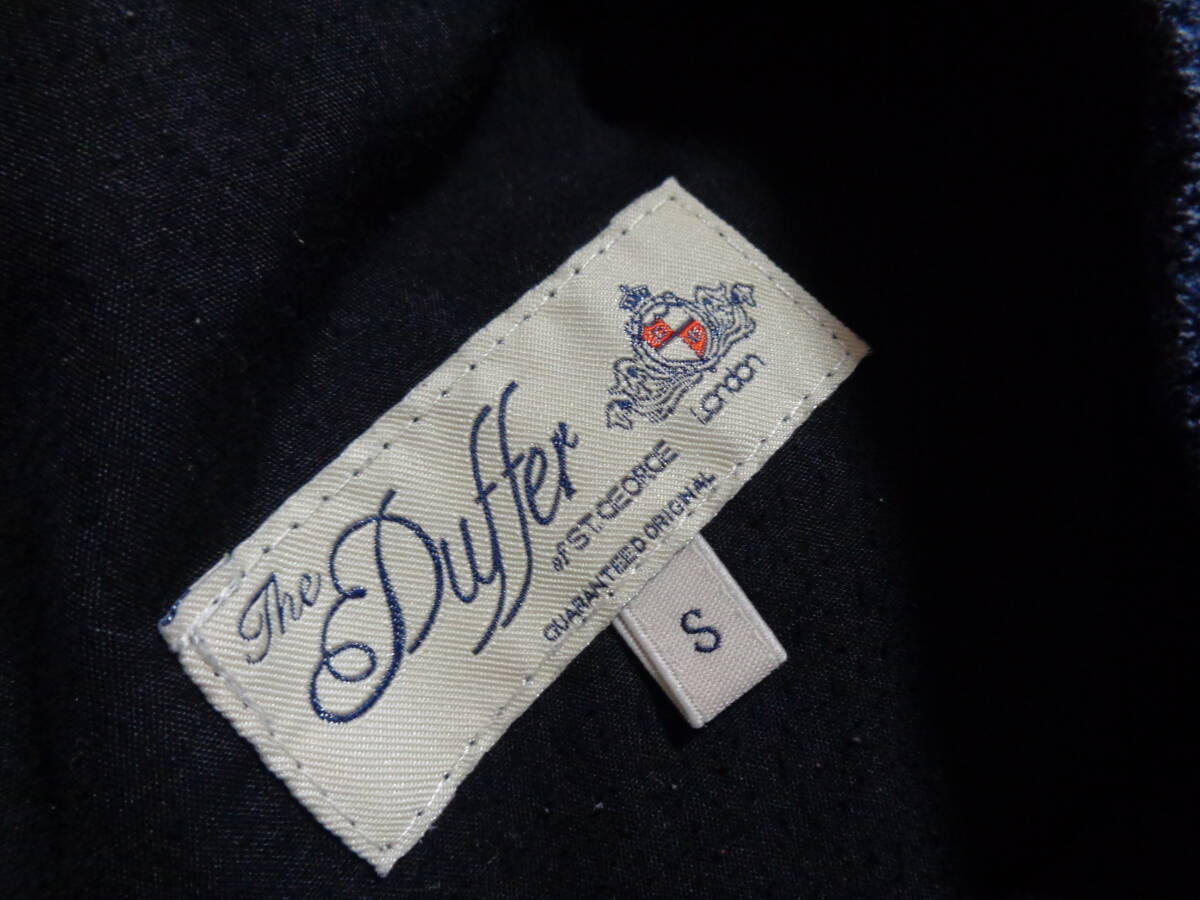 London
The Duffer
of ST. GEORGE
GUARANTEED ORIGINAL
S